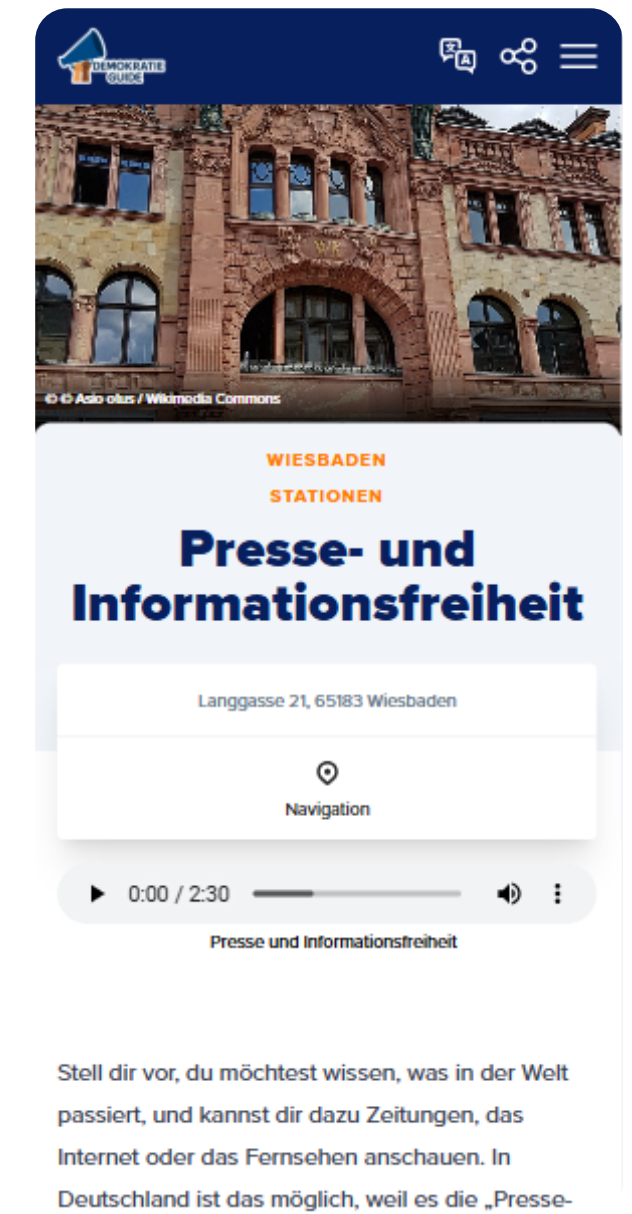 DEMOKRATIE
GUIDE
WK
© © Asio otus / Wikimedia Commons
WIESBADEN
STATIONEN
Presse- und
Informationsfreiheit
Langgasse 21, 65183 Wiesbaden
Navigation
0:00 / 2:30
Presse und Informationsfreiheit
Stell dir vor, du möchtest wissen, was in der Welt
passiert, und kannst dir dazu Zeitungen, das
Internet oder das Fernsehen anschauen. In
Deutschland ist das möglich, weil es die „Presse-